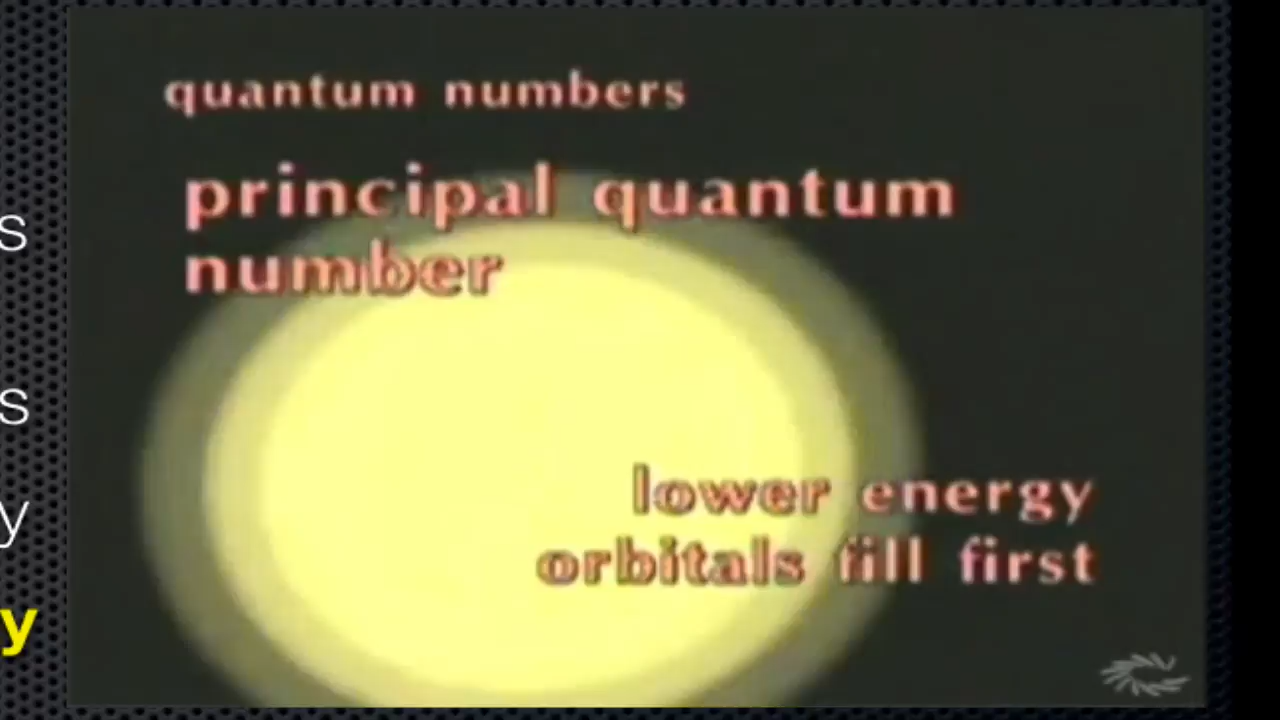 quantum numbers
principal quantum
number
s
s
lower energy
y
orbitals fill first
y